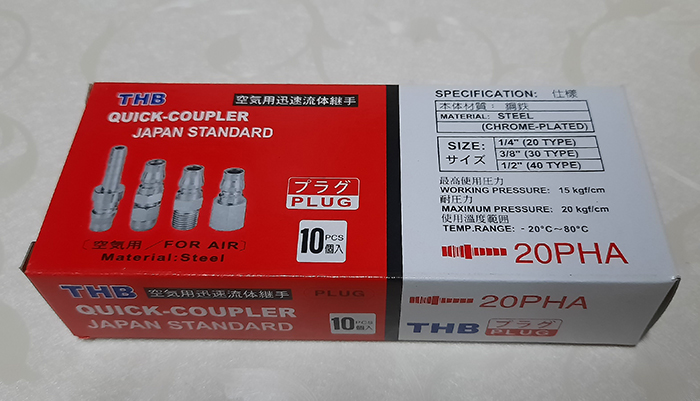 THB 空気用迅速流体継手
QUICK-COUPLER
JAPAN STANDARD
プラグ
PLUG
10 PCS 個入
[空気用/FOR AIR]
Material:Steel
SPECIFICATION: 仕様
本体材質: 鋼鉄
MATERIAL: STEEL
(CHROME-PLATED)
SIZE:
サイズ
1/4" (20 TYPE)
3/8" (30 TYPE)
1/2" (40 TYPE)
最高使用圧力
WORKING PRESSURE: 15 kgf/cm
耐圧力
MAXIMUM PRESSURE: 20 kgf/cm
使用温度範囲
TEMP.RANGE: - 20°C~80°C
20PHA
THB 空気用迅速流体継手 PLUG
QUICK-COUPLER
JAPAN STANDARD
10 PCS 個入
20PHA
THB プラグ
PLUG